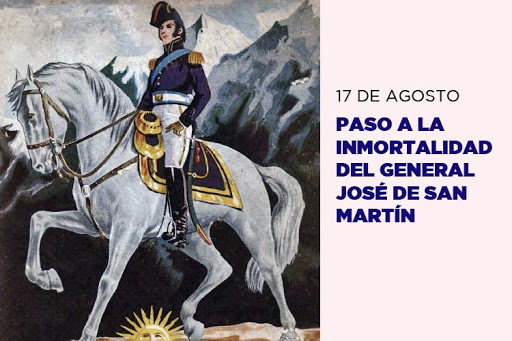 17 DE AGOSTO
PASO A LA
INMORTALIDAD
DEL GENERAL
JOSÉ DE SAN
MARTÍN